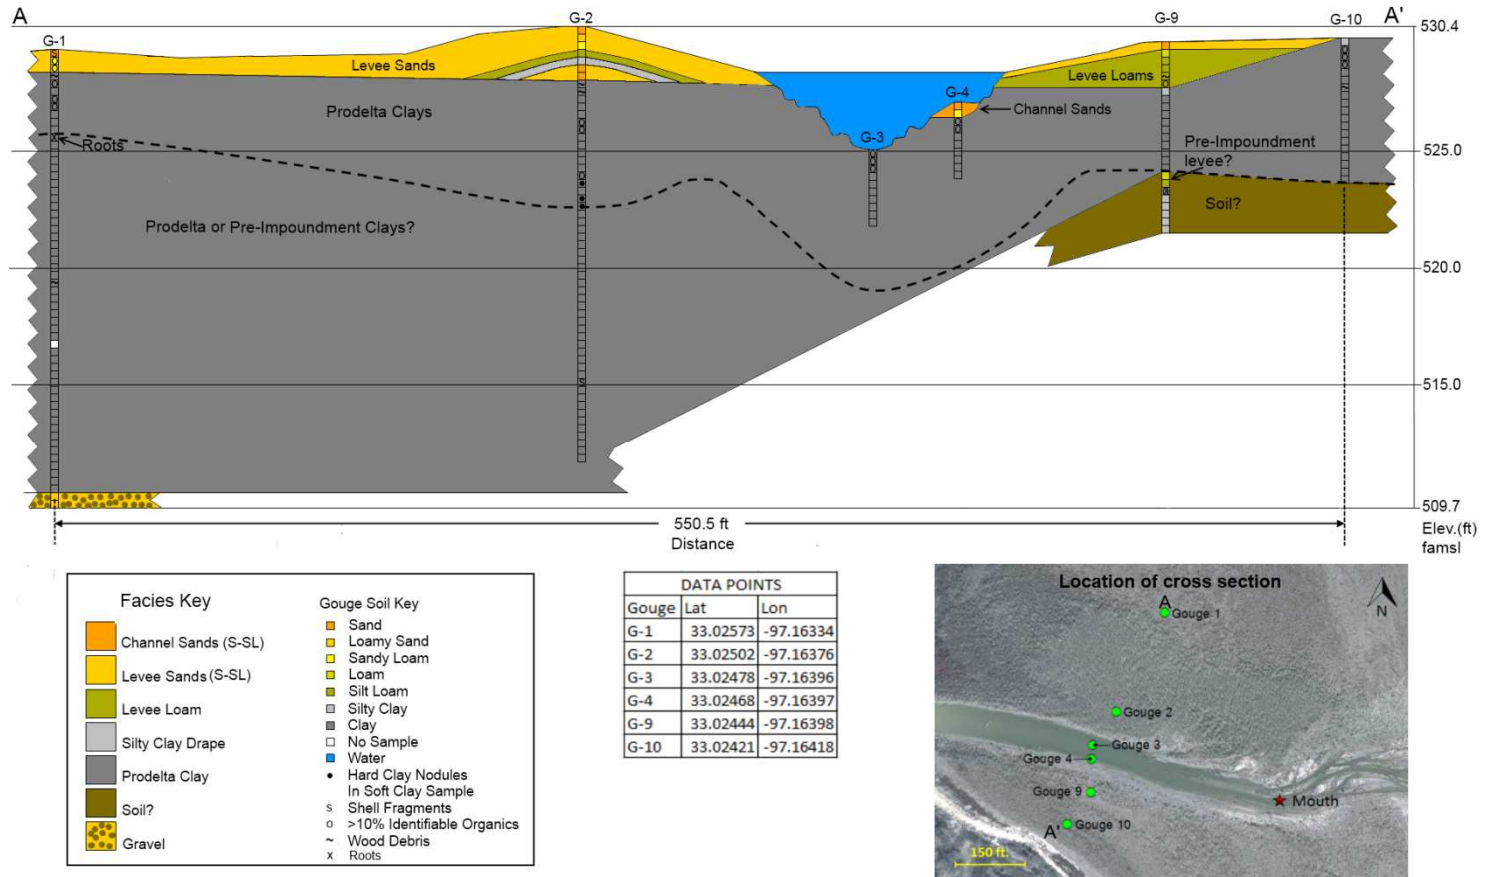 A
A'
G-1
G-2
G-9
G-10
530.4
Levee Sands
Levee Loams
G-4
Channel Sands
Prodelta Clays
G-3
Roots
525.0
Pre-Impoundment
levee?
Soil?
Prodelta or Pre-Impoundment Clays?
520.0
515.0
509.7
550.5 ft
Distance
Elev.(ft)
famsl
Facies Key
Channel Sands (S-SL)
Levee Sands (S-SL)
Levee Loam
Silty Clay Drape
Prodelta Clay
Soil?
Gravel
Gouge Soil Key
Sand
Loamy Sand
Sandy Loam
Loam
Silt Loam
Silty Clay
Clay
No Sample
Water
Hard Clay Nodules
In Soft Clay Sample
s Shell Fragments
o >10% Identifiable Organics
~ Wood Debris
x Roots
DATA POINTS
Gouge Lat Lon
G-1 33.02573 -97.16334
G-2 33.02502 -97.16376
G-3 33.02478 -97.16396
G-4 33.02468 -97.16397
G-9 33.02444 -97.16398
G-10 33.02421 -97.16418
Location of cross section
A
Gouge 1
N
Gouge 2
Gouge 3
Gouge 4
Gouge 9
Mouth
A' Gouge 10
150 ft.